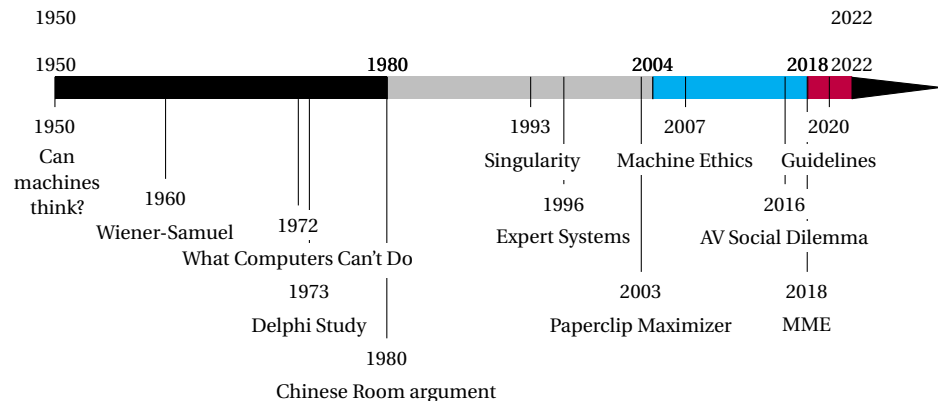 1950 2022
1950 1980 2004 2018 2022
1950 1993 2007 2020
Can
machines
think?
Singularity Machine Ethics Guidelines
1960 1996 2016
Wiener-Samuel 1972 Expert Systems AV Social Dilemma
What Computers Can't Do
1973 2003 2018
Delphi Study Paperclip Maximizer MME
1980
Chinese Room argument